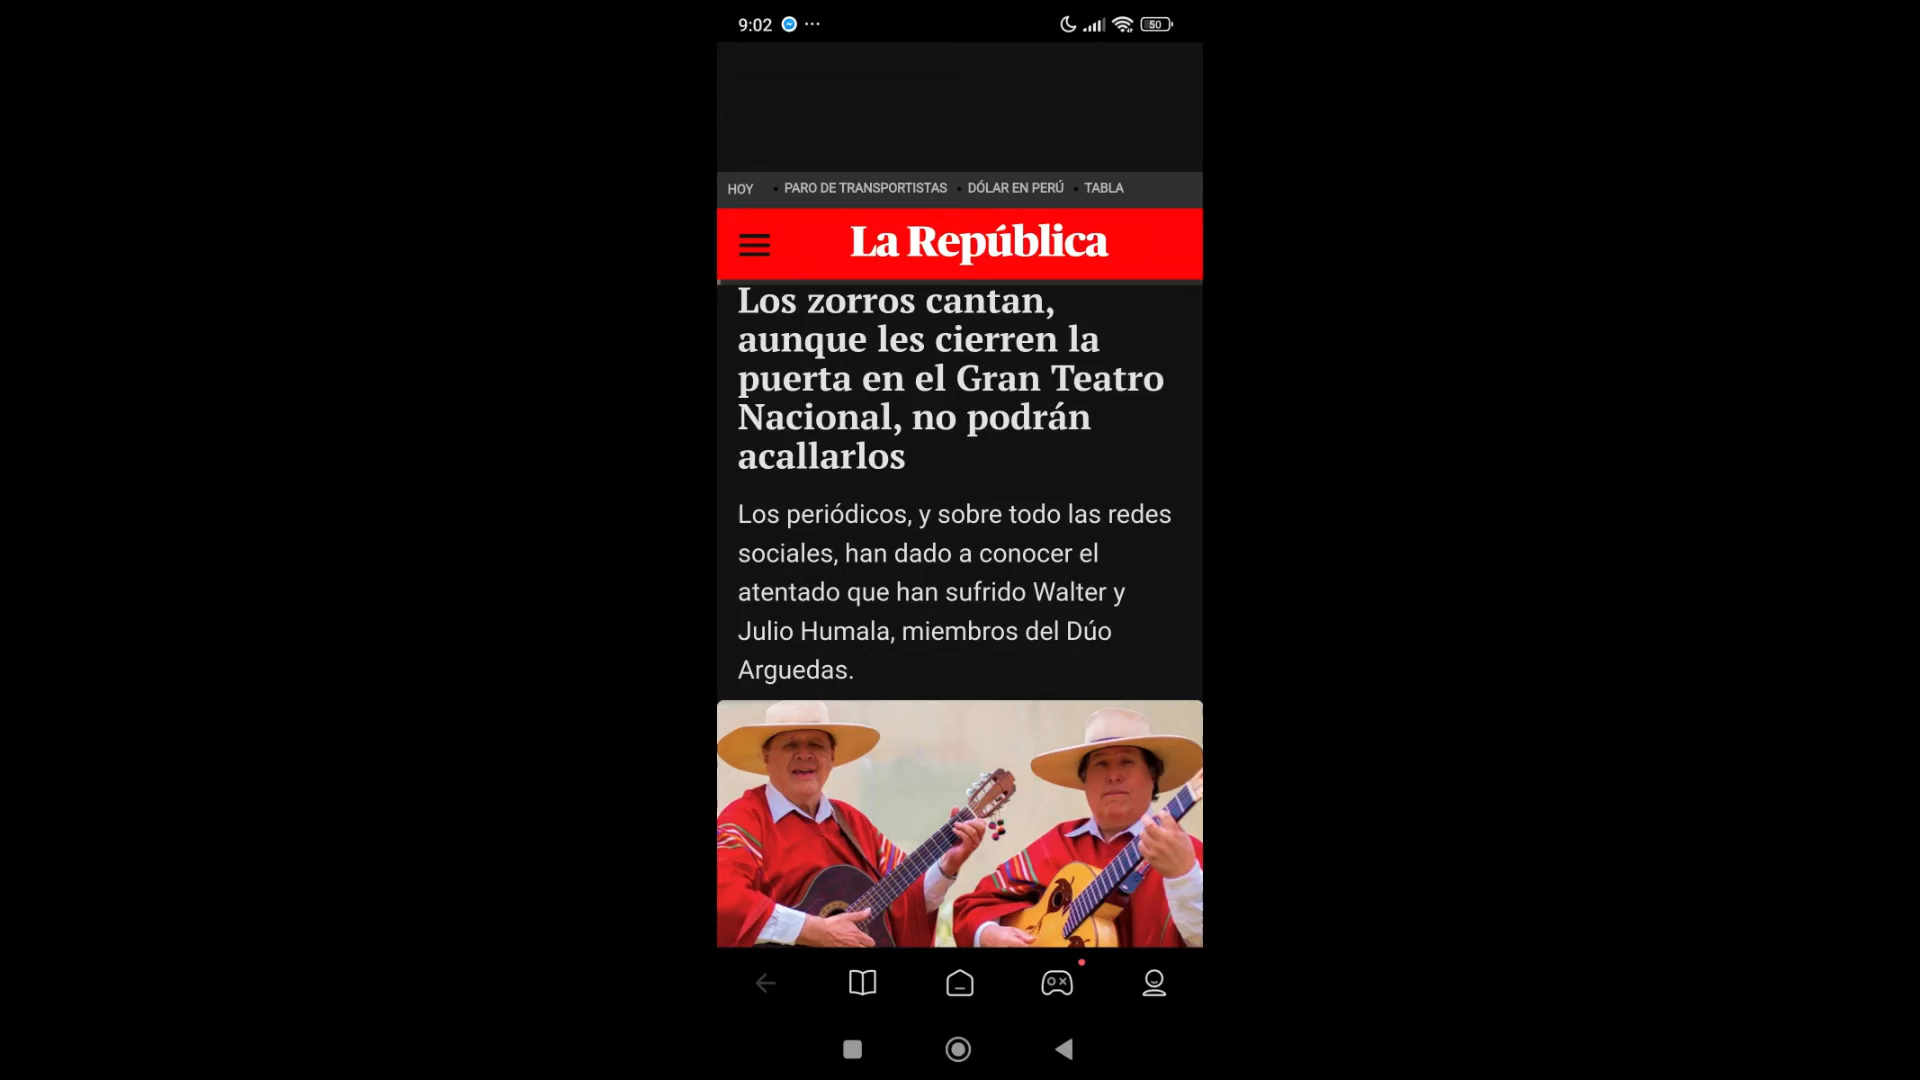 9:02 ... 50
HOY • PARO DE TRANSPORTISTAS • DÓLAR EN PERÚ • TABLA
La República
Los zorros cantan,
aunque les cierren la
puerta en el Gran Teatro
Nacional, no podrán
acallarlos
Los periódicos, y sobre todo las redes
sociales, han dado a conocer el
atentado que han sufrido Walter y
Julio Humala, miembros del Dúo
Arguedas.